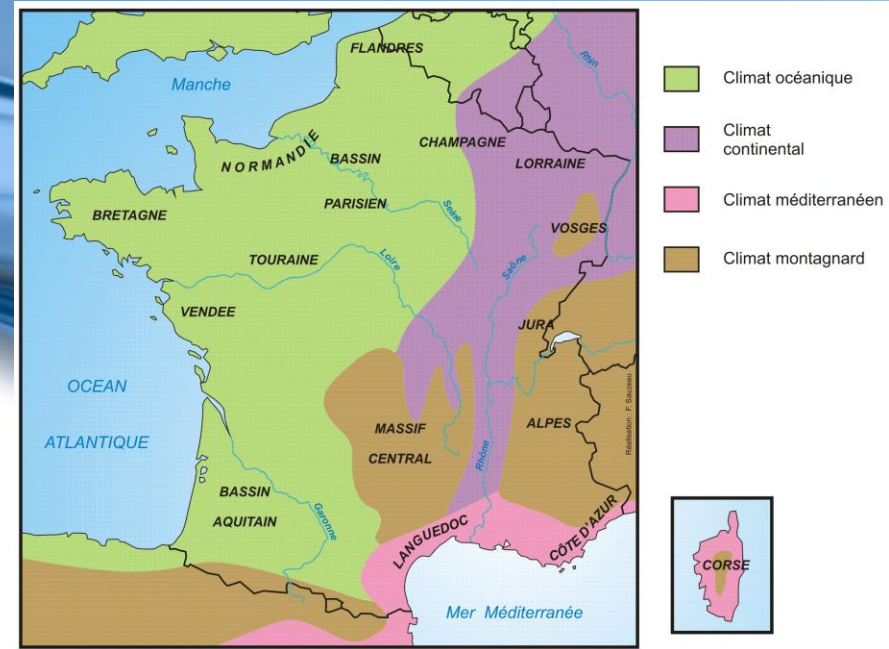 FLANDRES
Rhin
Manche
CHAMPAGNE
NORMANDIE
BASSIN
PARISIEN
LORRAINE
BRETAGNE
Seine
VOSGES
TOURAINE
Loire
Saône
VENDEE
JURA
OCEAN
ATLANTIQUE
MASSIF
CENTRAL
ALPES
Rhône
BASSIN
AQUITAIN
Garonne
LANGUEDOC
CÔTE D'AZUR
Mer Méditerranée
Réalisation : F. Sauzeau
Climat océanique
Climat
continental
Climat méditerranéen
Climat montagnard
CORSE